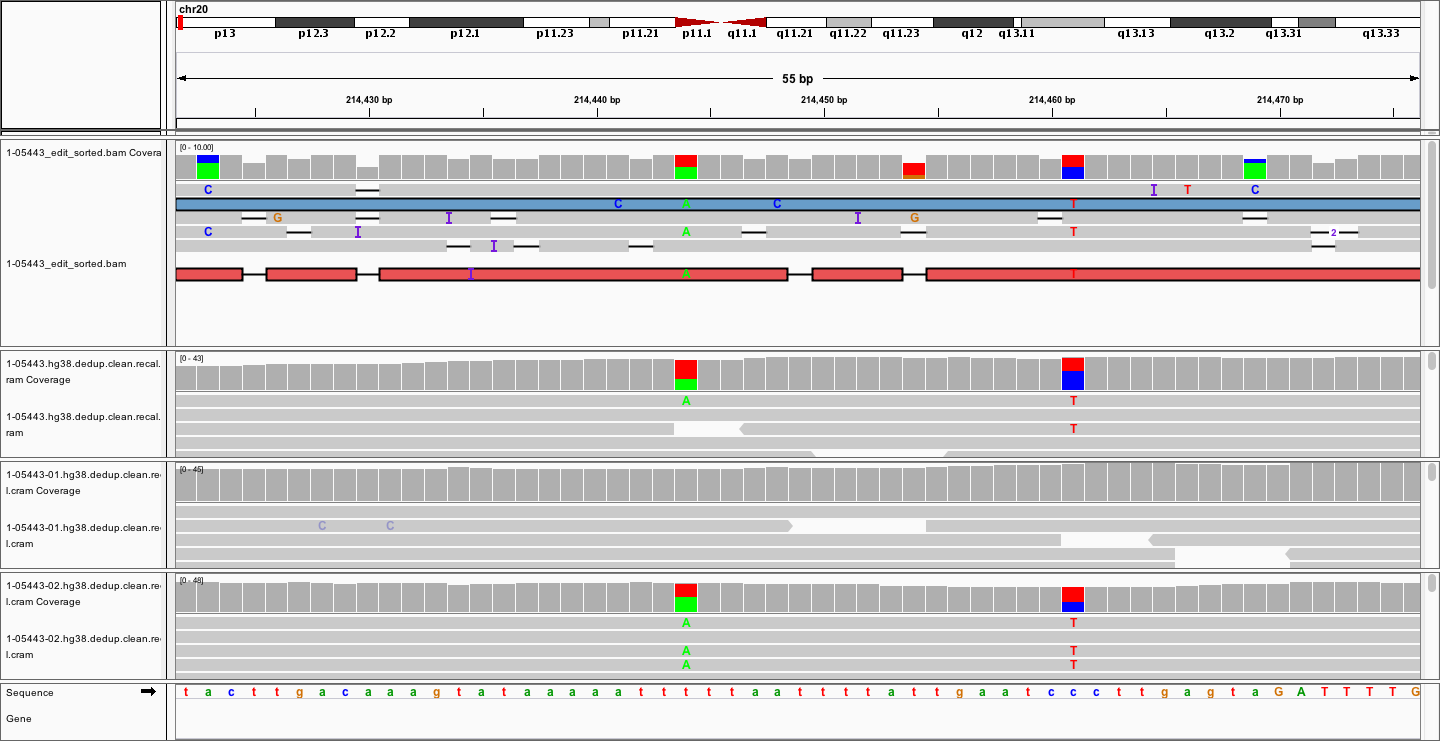 chr20
p13 p12.3 p12.2 p12.1 p11.23 p11.21 p11.1 q11.1 q11.21 q11.22 q11.23 q12 q13.11 q13.13 q13.2 q13.31 q13.33
55 bp
214,430 bp 214,440 bp 214,450 bp 214,460 bp 214,470 bp
1-05443_edit_sorted.bam Covera
[0 - 10.00]
C I T C
C A C T
G I I G
C I A T 2
I
1-05443_edit_sorted.bam
I A T
1-05443.hg38.dedup.clean.recal.
ram Coverage
[0 - 43]
A T
1-05443.hg38.dedup.clean.recal.
ram
T
1-05443-01.hg38.dedup.clean.re
l.cram Coverage
[0 - 45]
1-05443-01.hg38.dedup.clean.re
l.cram
C C
1-05443-02.hg38.dedup.clean.re
l.cram Coverage
[0 - 48]
A T
1-05443-02.hg38.dedup.clean.re
l.cram
A T
A T
Sequence t a c t t g a c a a a g t a t a a a a a t t t t t a a t t t t a t t g a a t c c c t t g a g t a G A T T T T G
Gene